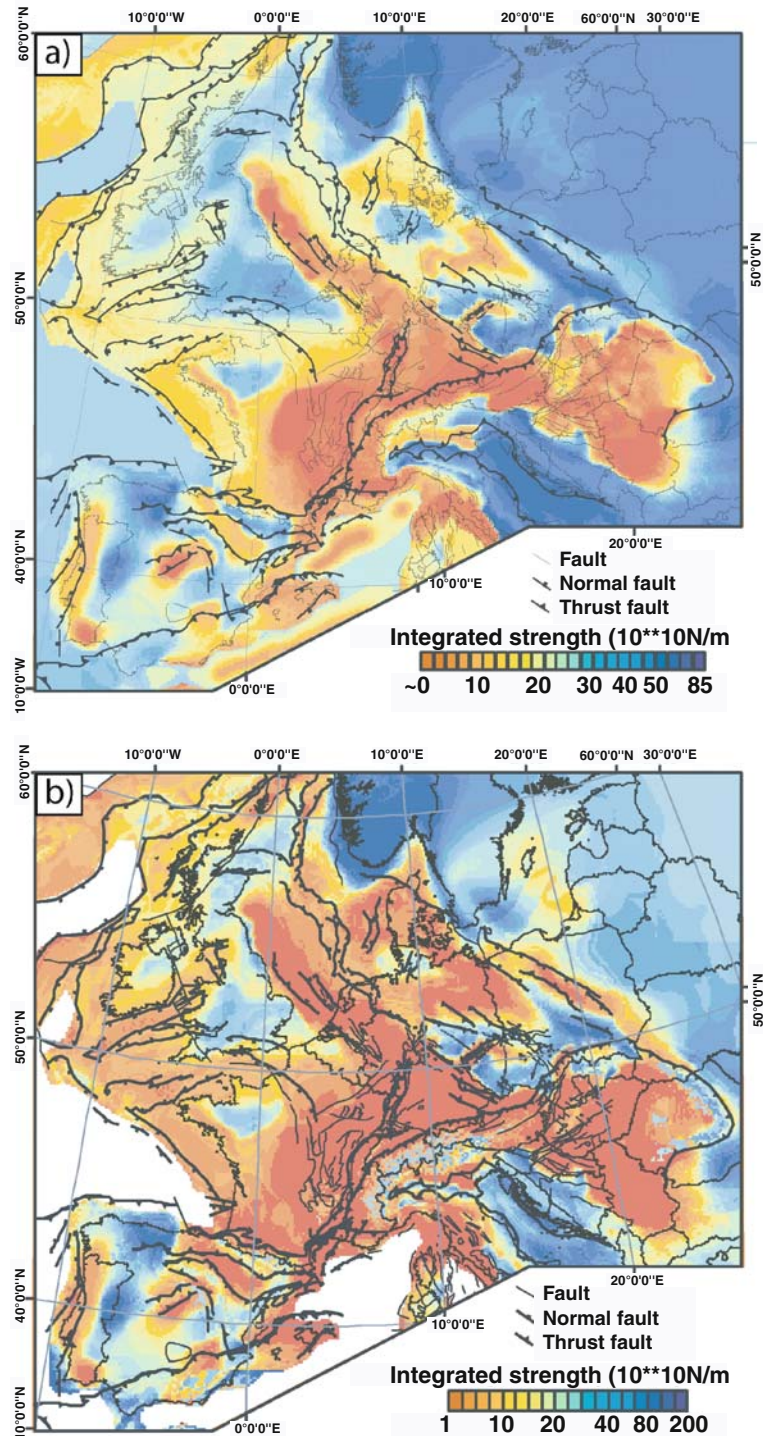 10°0'0"W 0°0'0"E 10°0'0"E 20°0'0"E 60°0'0"N 30°0'0"E
60°0'0"N
a)
50°0'0"N
50°0'0"N
40°0'0"N
20°0'0"E
10°0'0"E
Fault
Normal fault
Thrust fault
Integrated strength (10**10N/m
10°0'0"W
0°0'0"E
~0 10 20 30 40 50 85
10°0'0"W 0°0'0"E 10°0'0"E 20°0'0"E 60°0'0"N 30°0'0"E
60°0'0"N
b)
50°0'0"N
50°0'0"N
40°0'0"N
20°0'0"E
Fault
10°0'0"E
Normal fault
Thrust fault
Integrated strength (10**10N/m
0°0'0"E
1 10 20 40 80 200